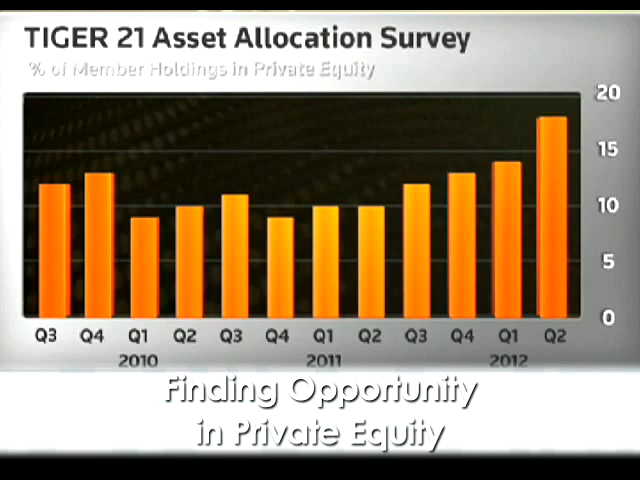 TIGER 21 Asset Allocation Survey
% of Member Holdings in Private Equity
20
15
10
5
0
Q3 Q4 Q1 Q2 Q3 Q4 Q1 Q2 Q3 Q4 Q1 Q2
2010 2011 2012
Finding Opportunity
in Private Equity